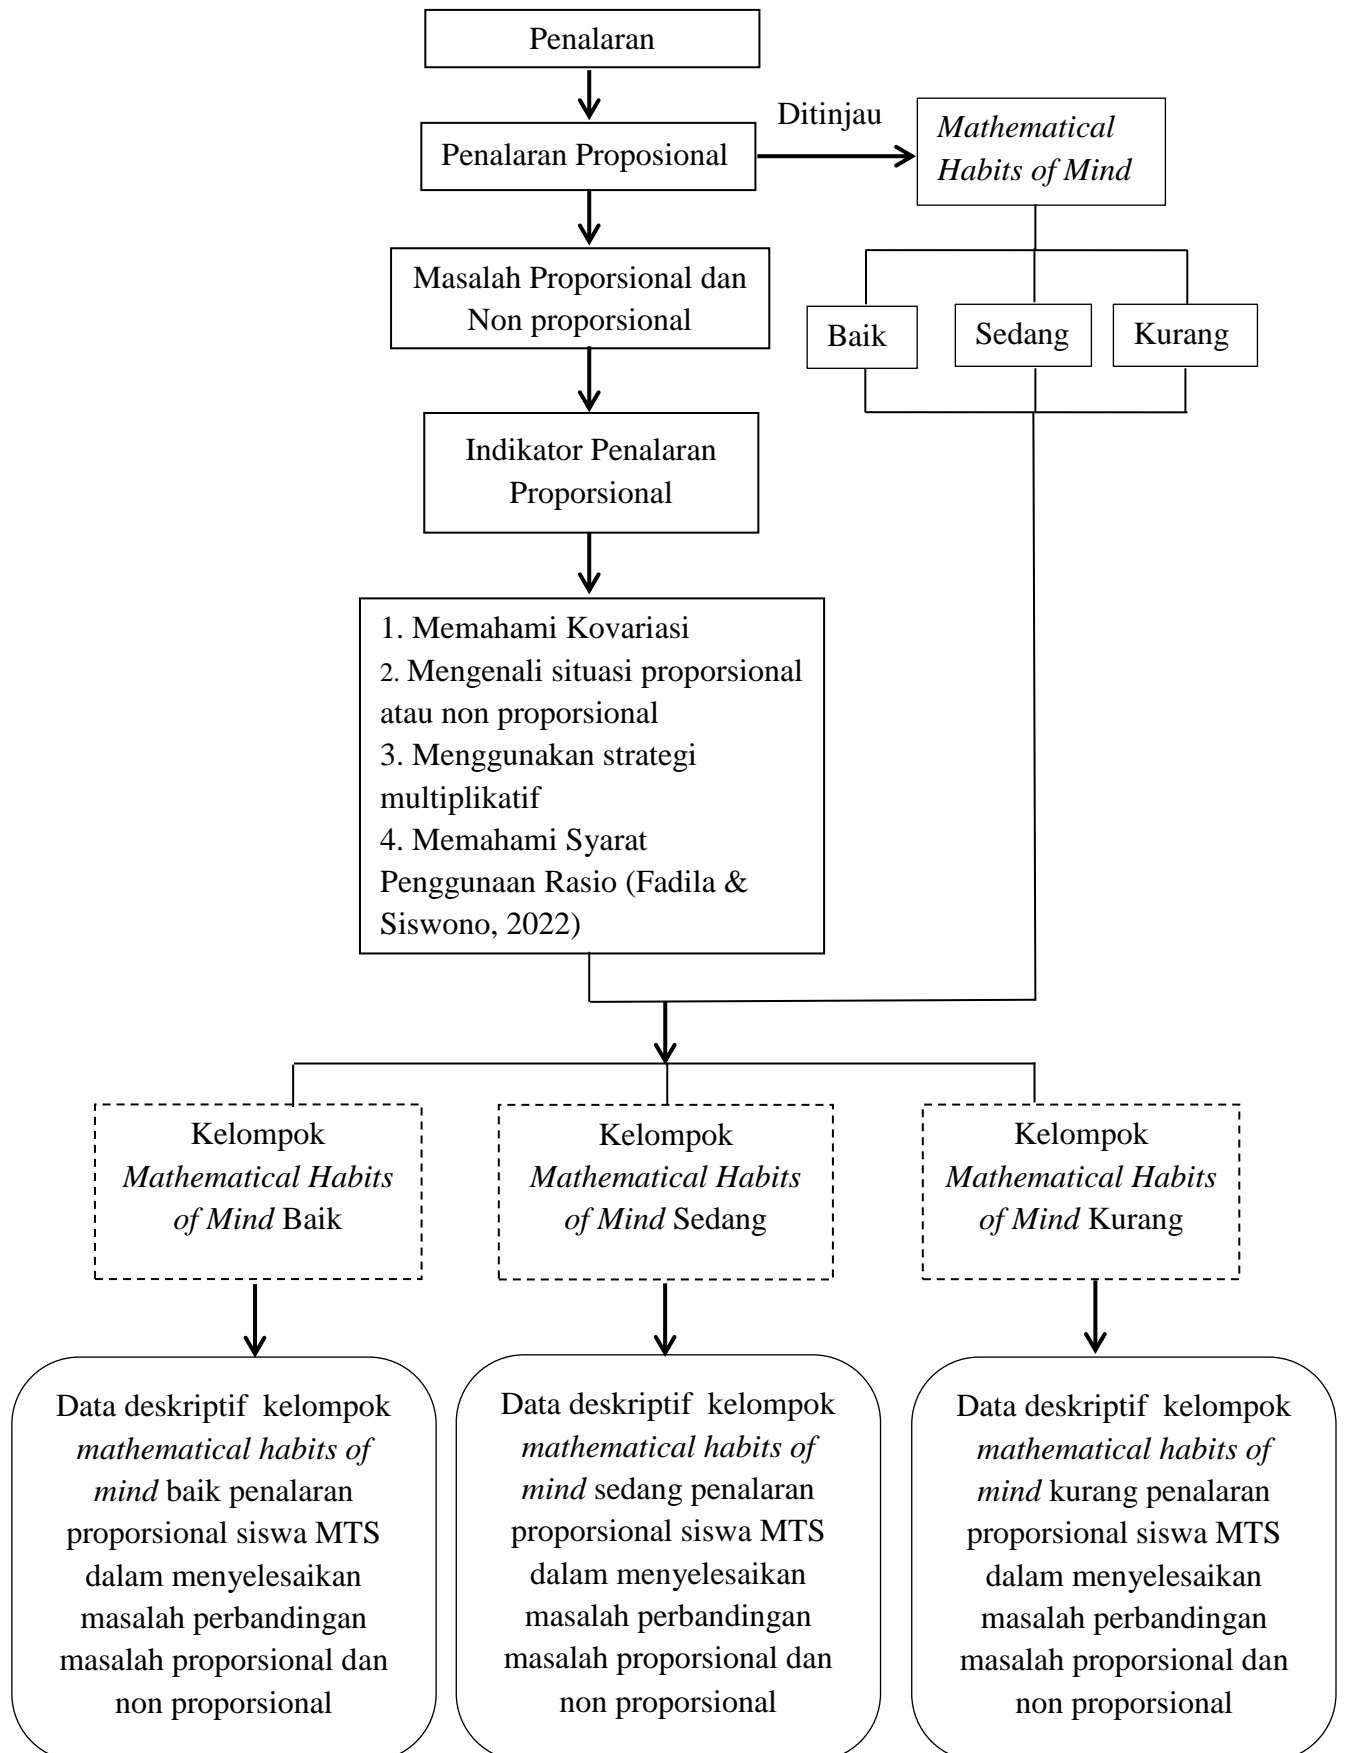 Penalaran
Ditinjau
Penalaran Proposional
Mathematical
Habits of Mind
Masalah Proporsional dan
Non proporsional
Baik
Sedang
Kurang
Indikator Penalaran
Proporsional
1. Memahami Kovariasi
2. Mengenali situasi proporsional
atau non proporsional
3. Menggunakan strategi
multiplikatif
4. Memahami Syarat
Penggunaan Rasio (Fadila &
Siswono, 2022)
Kelompok
Mathematical Habits
of Mind Baik
Kelompok
Mathematical Habits
of Mind Sedang
Kelompok
Mathematical Habits
of Mind Kurang
Data deskriptif kelompok
mathematical habits of
mind baik penalaran
proporsional siswa MTS
dalam menyelesaikan
masalah perbandingan
masalah proporsional dan
non proporsional
Data deskriptif kelompok
mathematical habits of
mind sedang penalaran
proporsional siswa MTS
dalam menyelesaikan
masalah perbandingan
masalah proporsional dan
non proporsional
Data deskriptif kelompok
mathematical habits of
mind kurang penalaran
proporsional siswa MTS
dalam menyelesaikan
masalah perbandingan
masalah proporsional dan
non proporsional